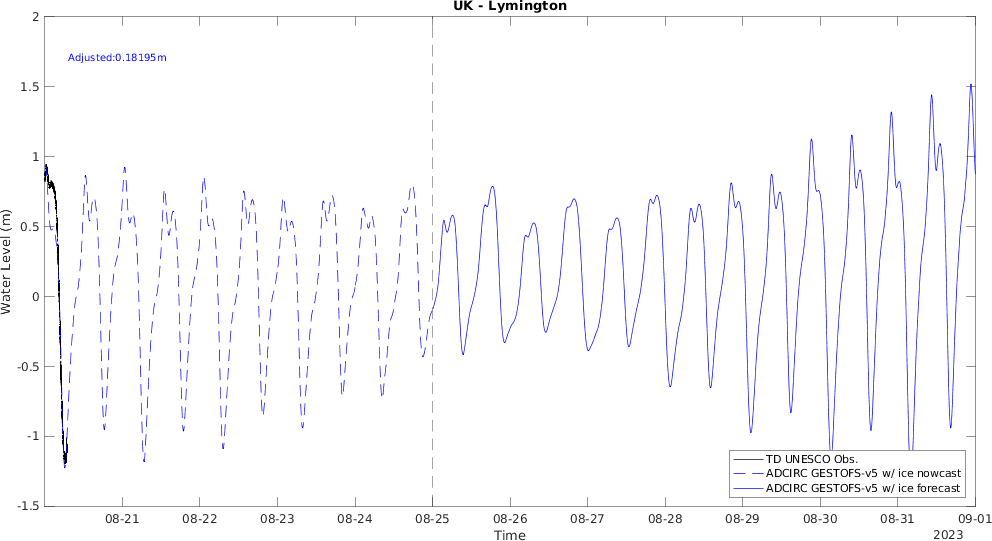 UK - Lymington
Adjusted:0.18195m
Water Level (m)
2
1.5
1
0.5
0
-0.5
-1
-1.5
TD UNESCO Obs.
ADCIRC GESTOFS-v5 w/ ice nowcast
ADCIRC GESTOFS-v5 w/ ice forecast
08-21 08-22 08-23 08-24 08-25 08-26 08-27 08-28 08-29 08-30 08-31 09-01
Time
2023